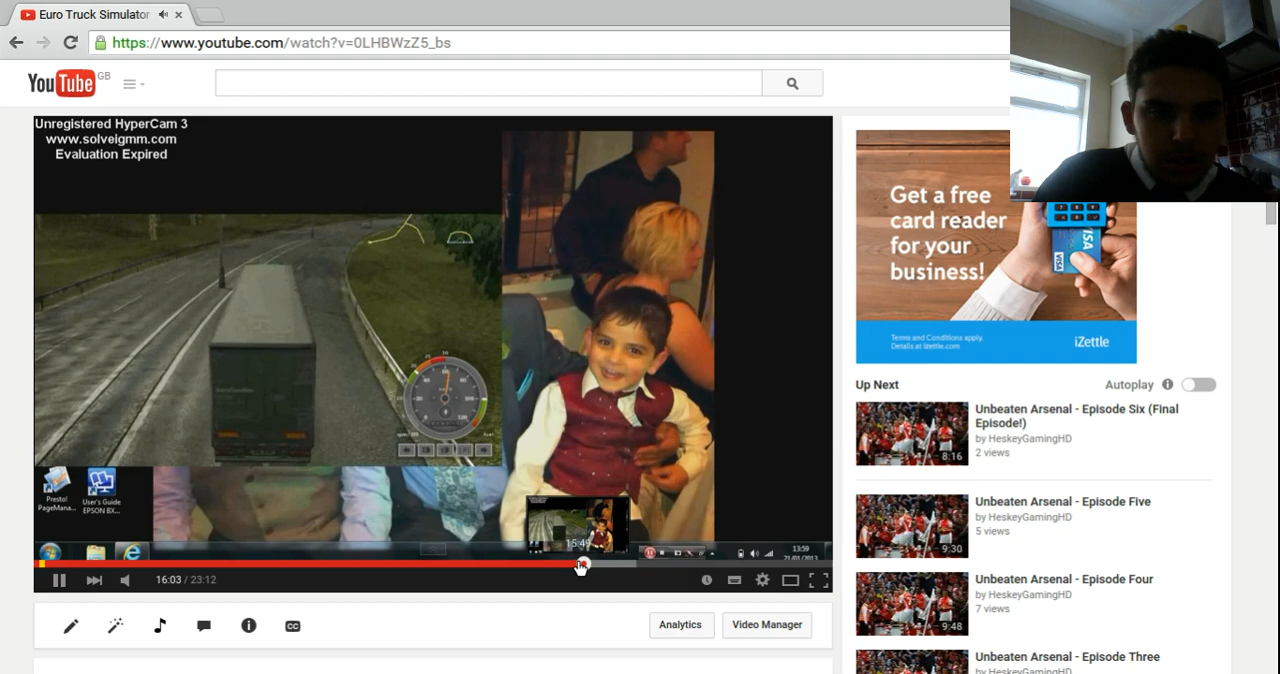 Euro Truck Simulator
https://www.youtube.com/watch?v=0LHBWzZ5_bs
YouTube GB
Unregistered HyperCam 3
www.solveigmm.com
Evaluation Expired
Presto!
PageMana...
User's Guide
EPSON BX...
15:49
13:59
21/01/2013
16:03 / 23:12
Analytics
Video Manager
Get a free
card reader
for your
business!
VISA
VISA
Terms and Conditions apply.
Details at izettle.com
iZettle
Up Next
Autoplay
Unbeaten Arsenal - Episode Six (Final
Episode!)
by HeskeyGamingHD
2 views
8:16
Unbeaten Arsenal - Episode Five
by HeskeyGamingHD
5 views
9:30
Unbeaten Arsenal - Episode Four
by HeskeyGamingHD
7 views
9:48
Unbeaten Arsenal - Episode Three
by HeskeyGamingHD